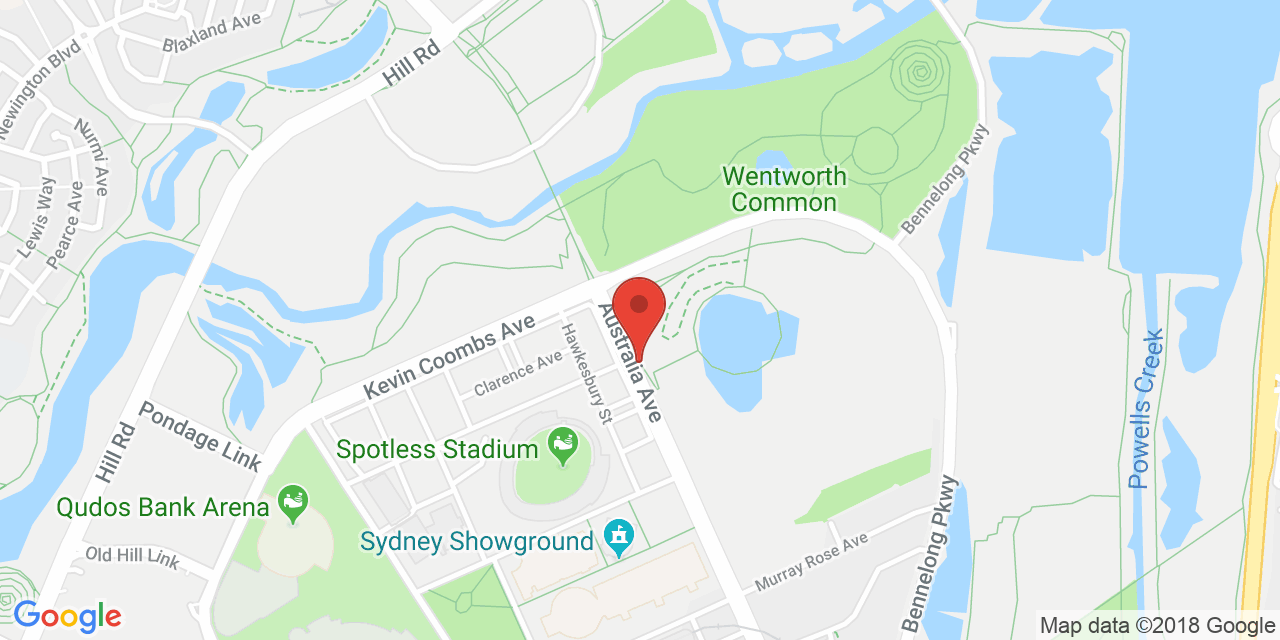 Blaxland Ave
Newington Blvd
Hill Rd
Nurmi Ave
Lewis Way
Pearce Ave
Bennelong Pkwy
Wentworth
Common
Australia Ave
Kevin Coombs Ave
Hawkesbury St
Clarence Ave
Powells Creek
Pondage Link
Hill Rd
Spotless Stadium
Qudos Bank Arena
Sydney Showground
Old Hill Link
Murray Rose Ave
Bennelong Pkwy
Google
Map data ©2018 Google